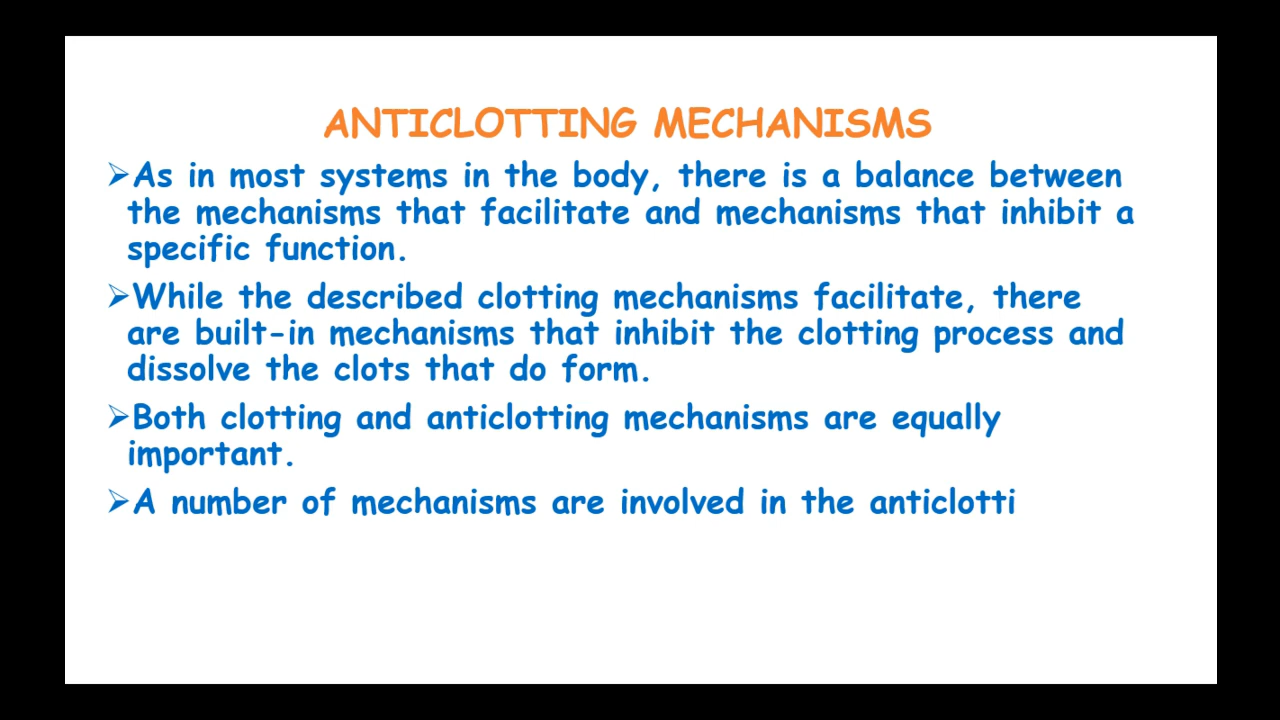 ANTICLOTTING MECHANISMS
➢As in most systems in the body, there is a balance between
the mechanisms that facilitate and mechanisms that inhibit a
specific function.
➢While the described clotting mechanisms facilitate, there
are built-in mechanisms that inhibit the clotting process and
dissolve the clots that do form.
➢Both clotting and anticlotting mechanisms are equally
important.
➢A number of mechanisms are involved in the anticlotti